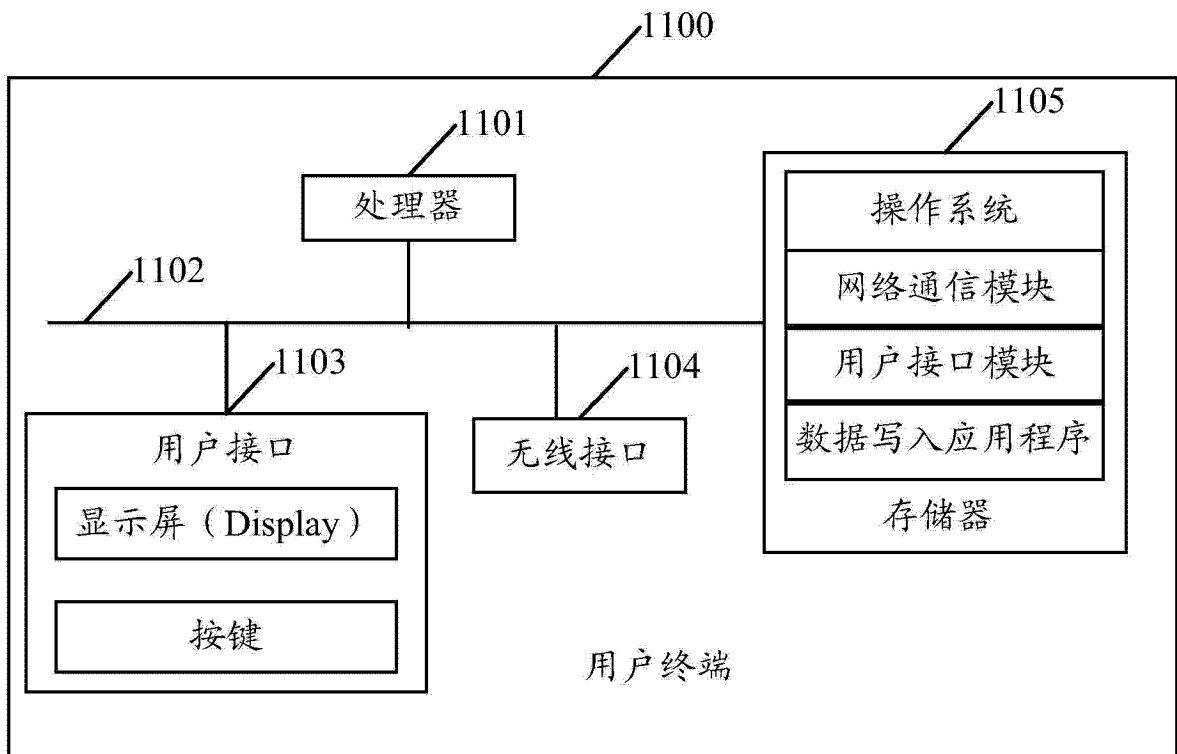 1100
1105
1101
处理器
操作系统
1102
网络通信模块
1103
1104
用户接口模块
用户接口
无线接口
数据写入应用程序
显示屏（Display）
存储器
按键
用户终端